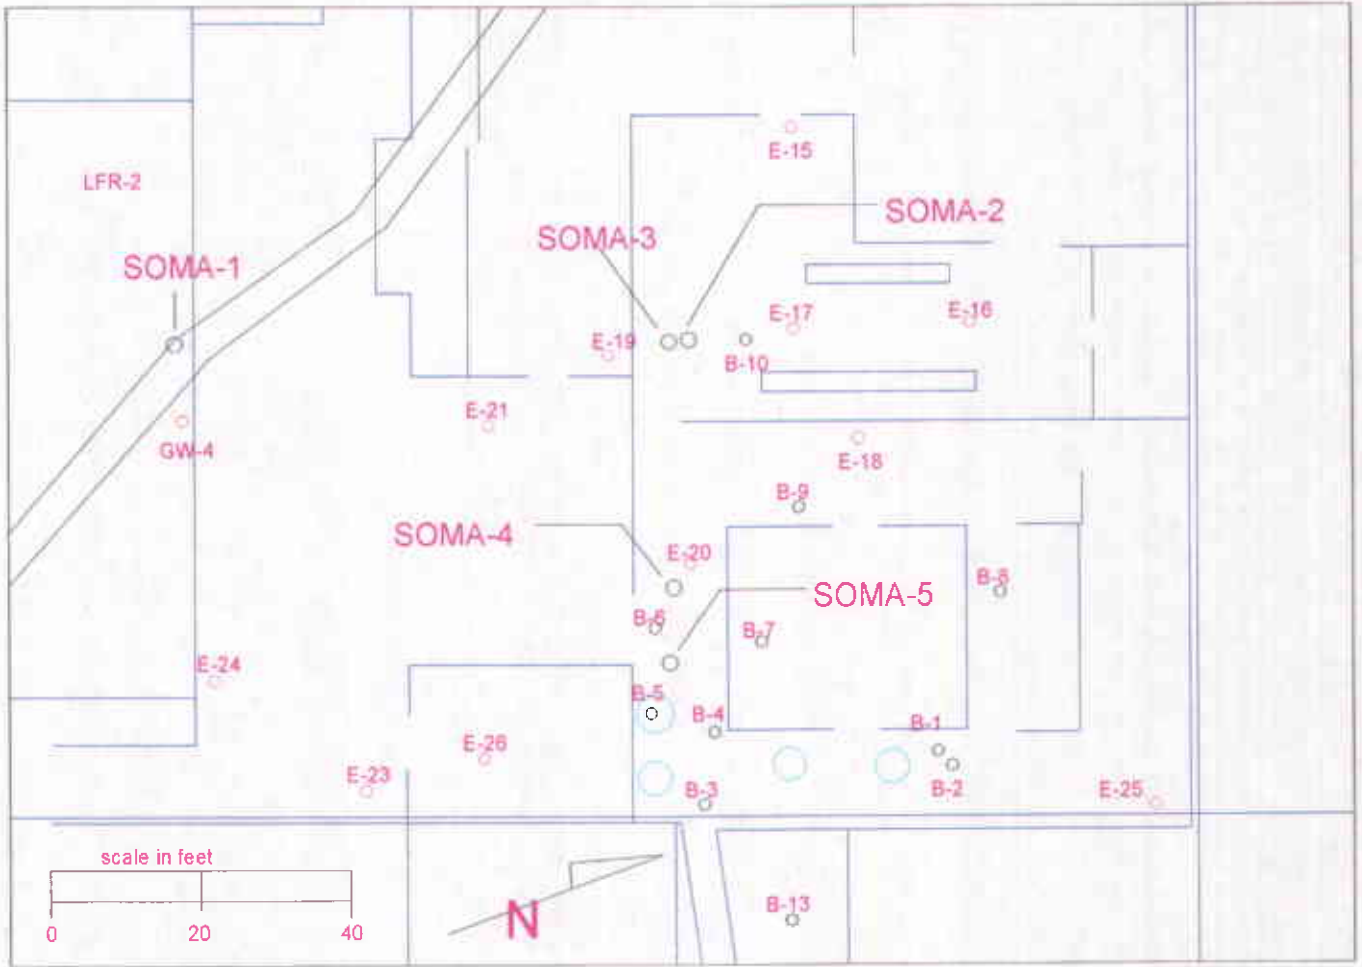 E-15
LFR-2
SOMA-2
SOMA-3
SOMA-1
E-17
E-16
E-19
B-10
E-21
GW-4
E-18
B-9
SOMA-4
E-20
B-8
SOMA-5
B-6
B-7
E-24
B-5
B-4
B-1
E-26
E-23
B-3
B-2
E-25
scale in feet
0
20
40
N
B-13